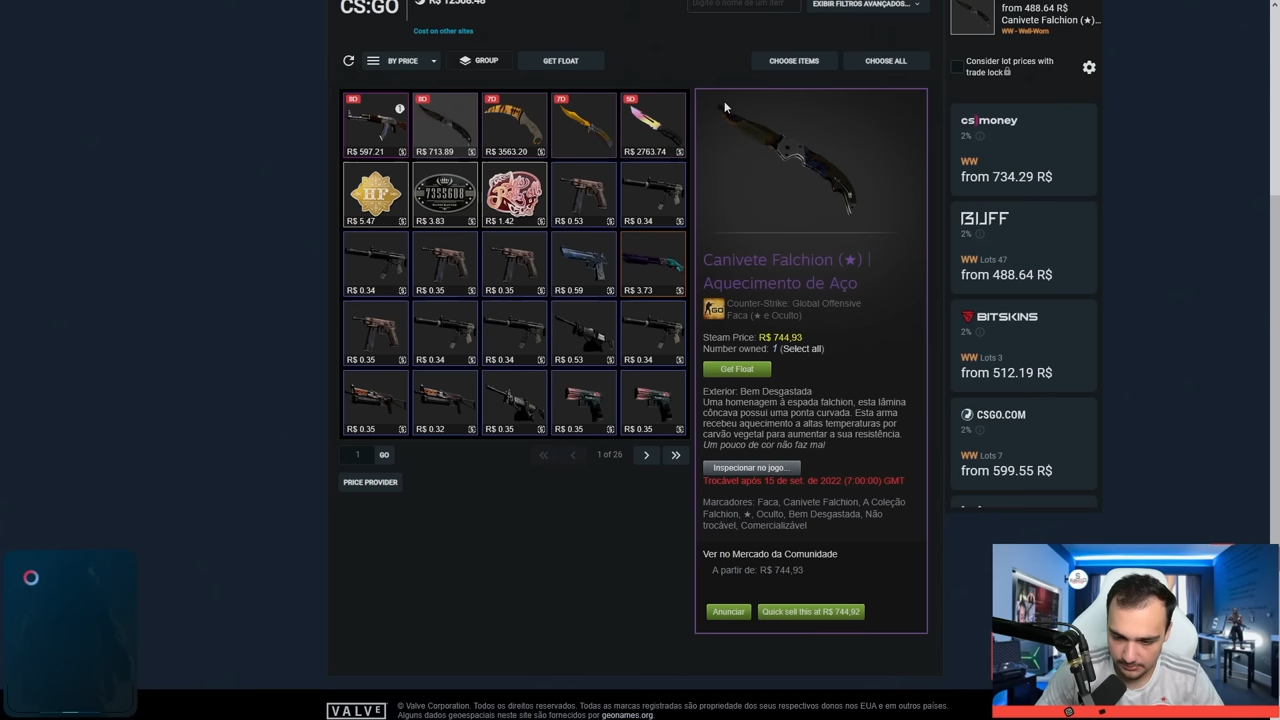 CS:GO
R$ 12568.48
Cost on other sites
Digite o nome de um item
EXIBIR FILTROS AVANÇADOS...
BY PRICE
GROUP
GET FLOAT
CHOOSE ITEMS
CHOOSE ALL
8D
1
R$ 597.21
8D
R$ 713.89
7D
R$ 3563.20
7D
5D
R$ 2763.74
R$ 5.47
R$ 3.83
R$ 1.42
R$ 0.53
R$ 0.34
R$ 0.34
R$ 0.35
R$ 0.35
R$ 0.59
R$ 3.73
R$ 0.35
R$ 0.34
R$ 0.34
R$ 0.53
R$ 0.34
R$ 0.35
R$ 0.32
R$ 0.35
R$ 0.35
R$ 0.35
1
GO
1 of 26
PRICE PROVIDER
Canivete Falchion (★) |
Aquecimento de Aço
Counter-Strike: Global Offensive
Faca (★ e Oculto)
Steam Price: R$ 744,93
Number owned: 1 (Select all)
Get Float
Exterior: Bem Desgastada
Uma homenagem à espada falchion, esta lâmina
côncava possui uma ponta curvada. Esta arma
recebeu aquecimento a altas temperaturas por
carvão vegetal para aumentar a sua resistência.
Um pouco de cor não faz mal
Inspecionar no jogo...
Trocável após 15 de set. de 2022 (7:00:00) GMT
Marcadores: Faca, Canivete Falchion, A Coleção
Falchion, ★, Oculto, Bem Desgastada, Não
trocável, Comercializável
Ver no Mercado da Comunidade
A partir de: R$ 744,93
Anunciar
Quick sell this at R$ 744,92
from 488.64 R$
Canivete Falchion (★)...
WW - Well-Worn
Consider lot prices with
trade lock
cs money
2%
WW
from 734.29 R$
BUFF
2%
WW Lots 47
from 488.64 R$
BITSKINS
2%
WW Lots 3
from 512.19 R$
CSGO.COM
2%
WW Lots 7
from 599.55 R$
VALVE
© Valve Corporation. Todos os direitos reservados. Todas as marcas registradas são propriedade dos seus respectivos donos nos EUA e em outros países.
Alguns dados geoespaciais neste site são fornecidos por geonames.org.